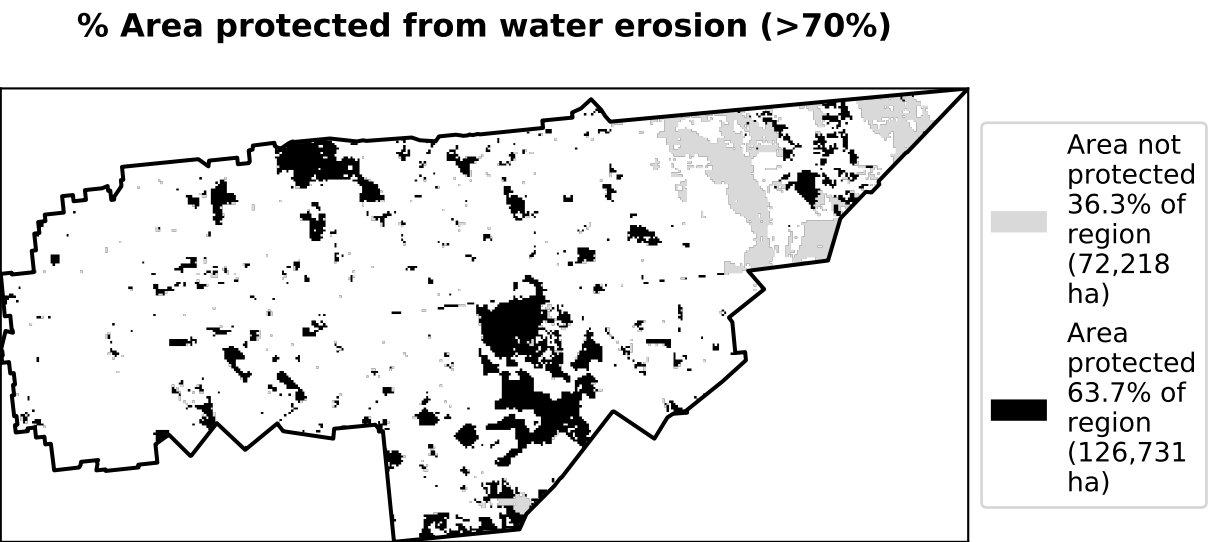 % Area protected from water erosion (>70%)
Area not
protected
36.3% of
region
(72,218
ha)
Area
protected
63.7% of
region
(126,731
ha)